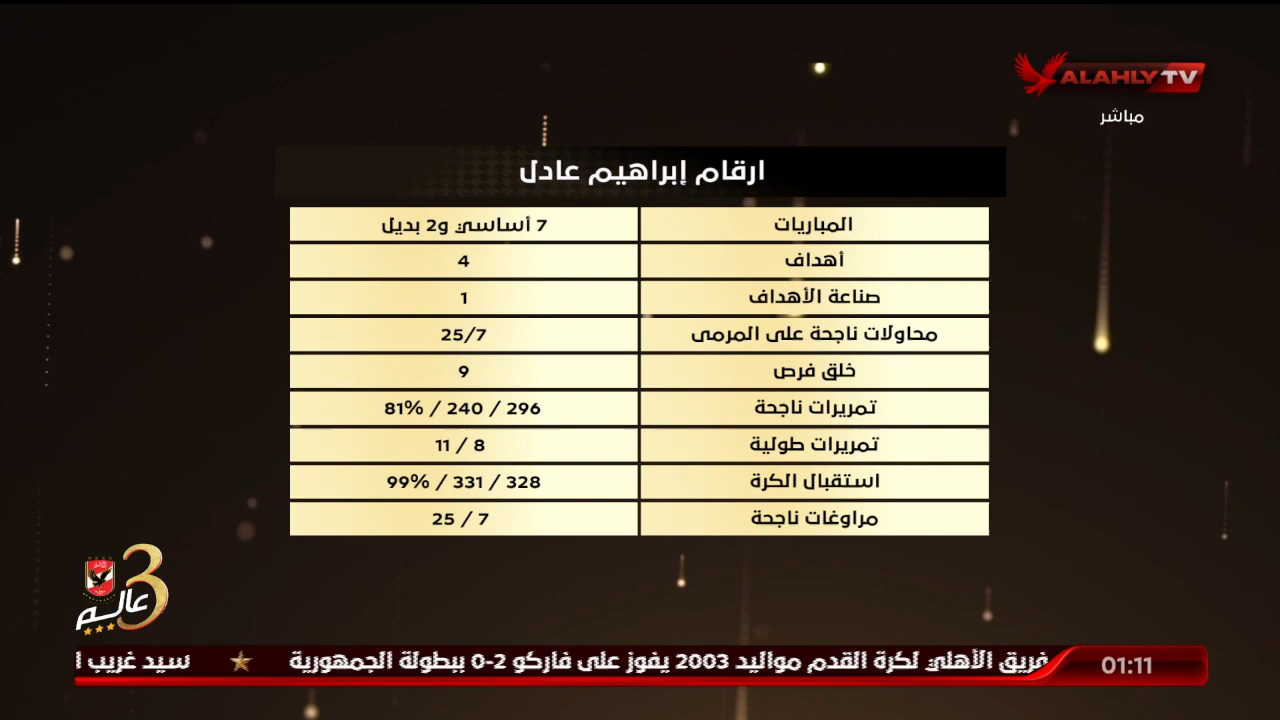 ALAHLY TV
مباشر
ارقام إبراهيم عادل
المباريات 7 أساسي و2 بديل
أهداف 4
صناعة الأهداف 1
محاولات ناجحة على المرمى 25/7
خلق فرص 9
تمريرات ناجحة 296 / 240 / 81%
تمريرات طولية 8 / 11
استقبال الكرة 328 / 331 / 99%
مراوغات ناجحة 7 / 25
3
عالم
01:11
فريق الأهلي لكرة القدم مواليد 2003 يفوز على فاركو 2-0 ببطولة الجمهورية سيد غريب ا